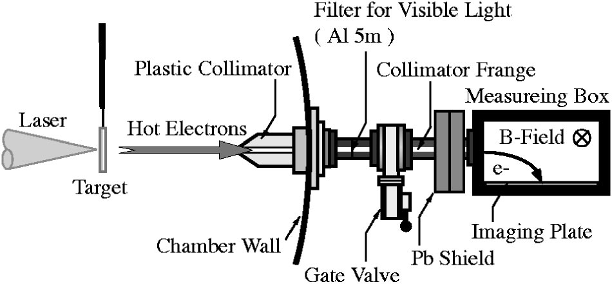 Filter for Visible Light
( Al 5m )
Plastic Collimator
Collimator Frange
Measureing Box
Laser
Hot Electrons
B-Field
e-
Target
Imaging Plate
Chamber Wall
Pb Shield
Gate Valve